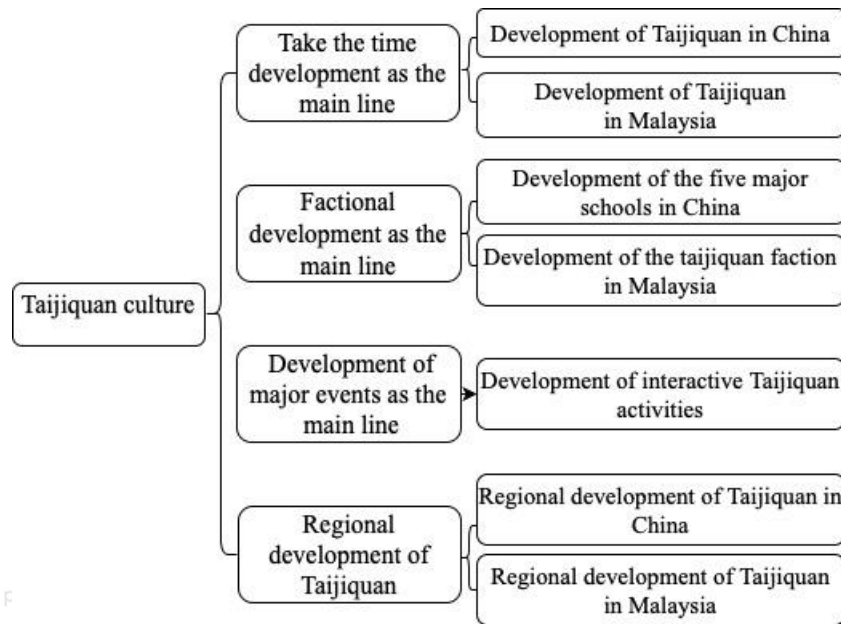 Taijiquan culture
Take the time
development as the
main line
Development of Taijiquan in China
Development of Taijiquan
in Malaysia
Factional
development as the
main line
Development of the five major
schools in China
Development of the taijiquan faction
in Malaysia
Development of
major events as the
main line
Development of interactive Taijiquan
activities
Regional
development of
Taijiquan
Regional development of Taijiquan in
China
Regional development of Taijiquan
in Malaysia